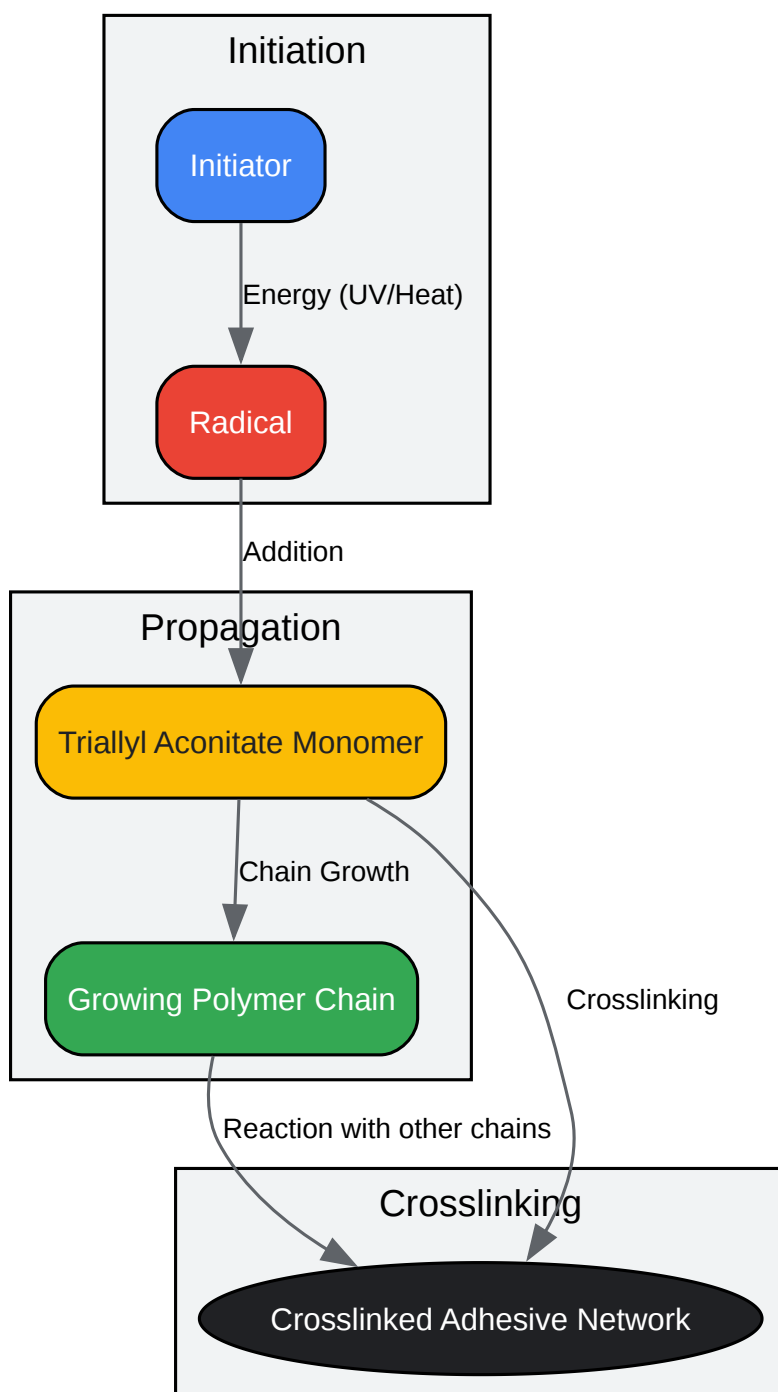 Initiation
Initiator
Energy (UV/Heat)
Radical
Addition
Propagation
Triallyl Aconitate Monomer
Chain Growth
Growing Polymer Chain
Crosslinking
Reaction with other chains
Crosslinking
Crosslinked Adhesive Network